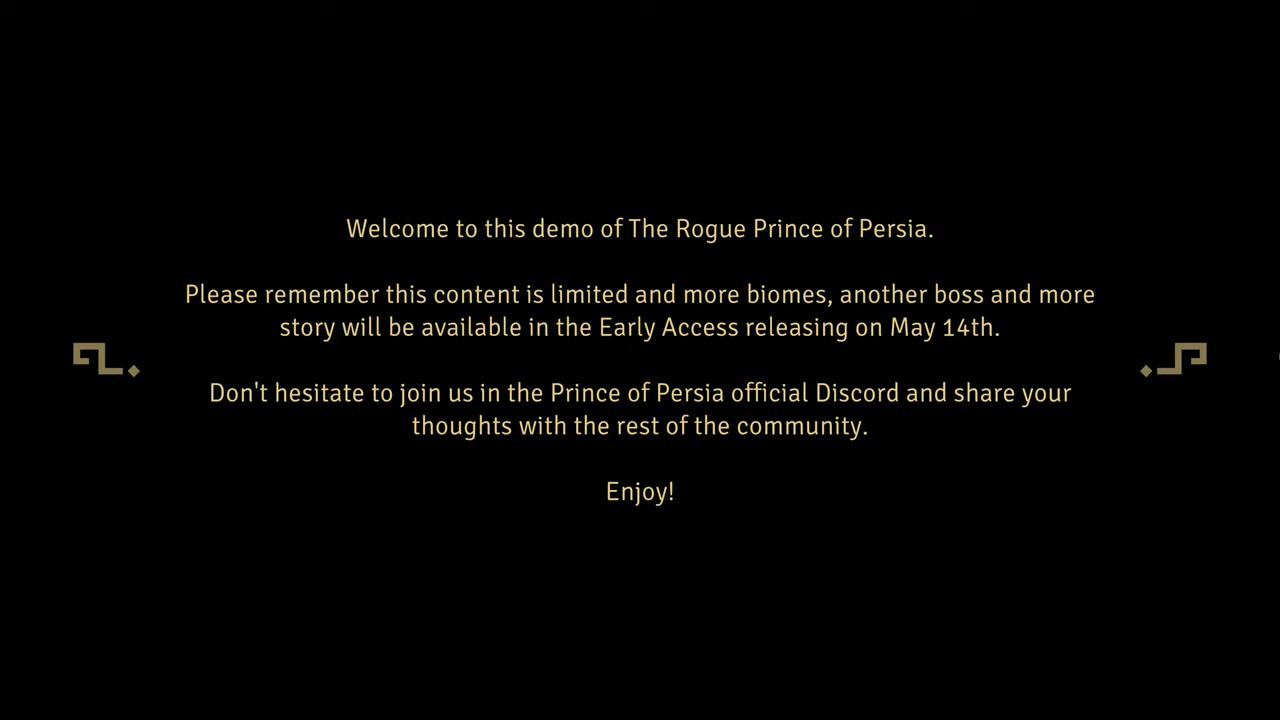 Welcome to this demo of The Rogue Prince of Persia.
Please remember this content is limited and more biomes, another boss and more
story will be available in the Early Access releasing on May 14th.
Don't hesitate to join us in the Prince of Persia official Discord and share your
thoughts with the rest of the community.
Enjoy!